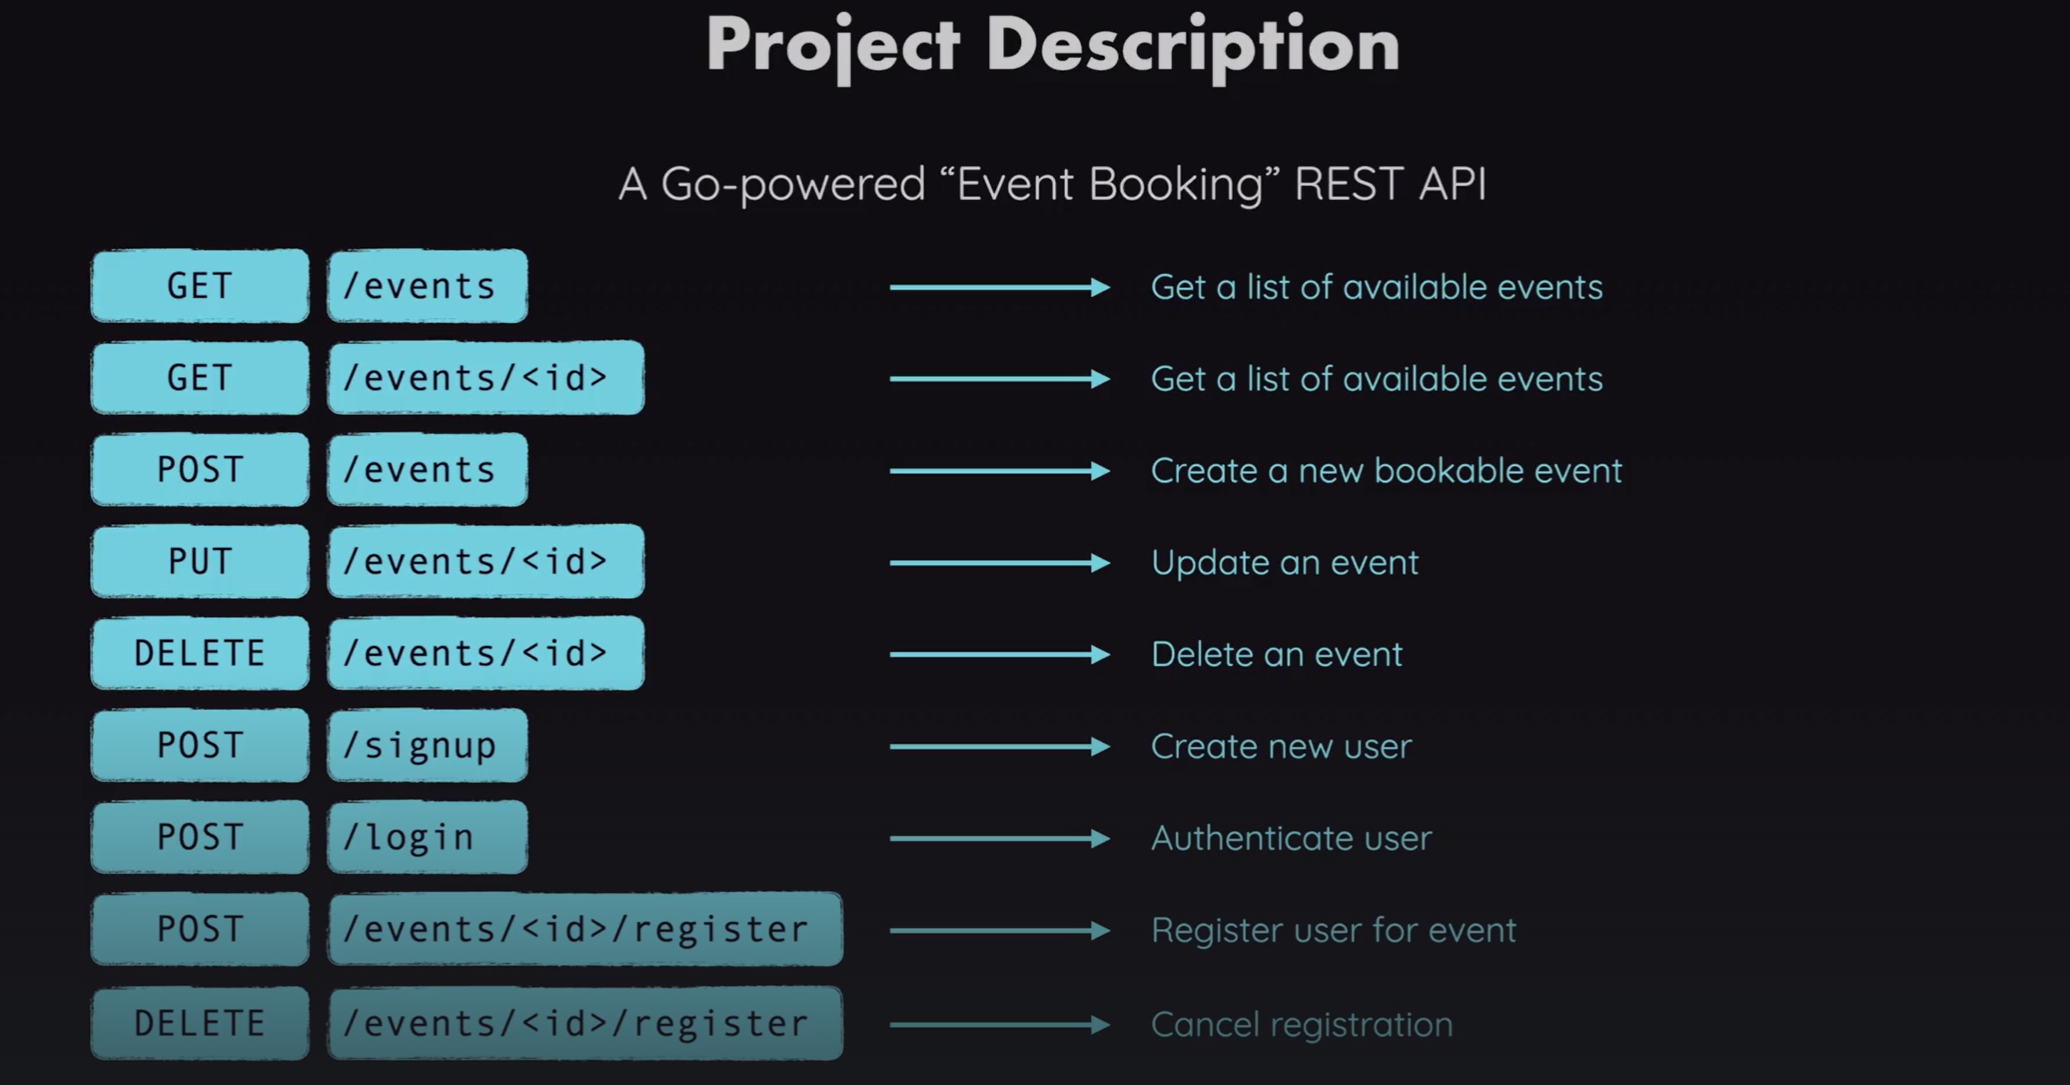 Project Description
A Go-powered “Event Booking” REST API
GET /events Get a list of available events
GET /events/<id> Get a list of available events
POST /events Create a new bookable event
PUT /events/<id> Update an event
DELETE /events/<id> Delete an event
POST /signup Create new user
POST /login Authenticate user
POST /events/<id>/register Register user for event
DELETE /events/<id>/register Cancel registration